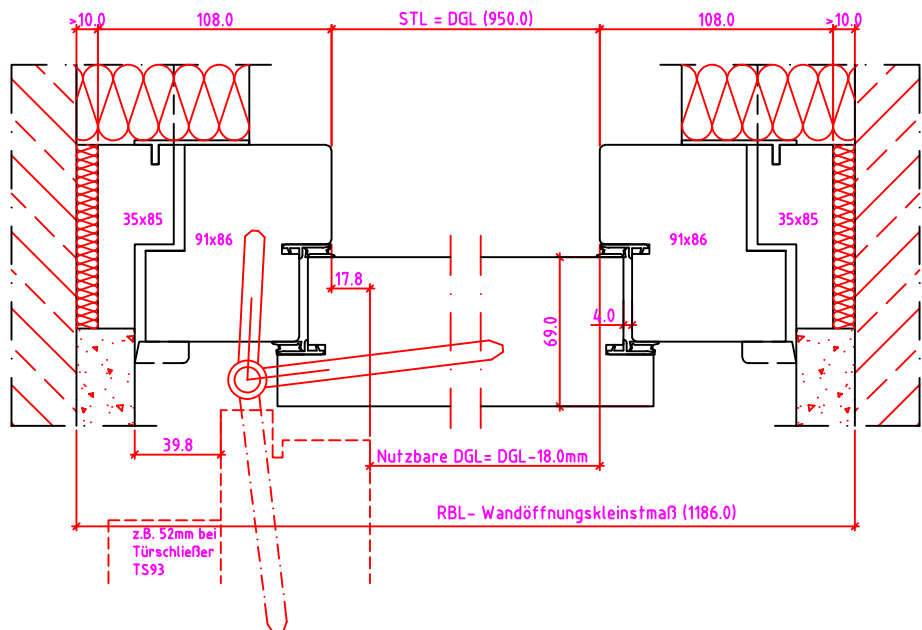 >10.0 108.0 STL = DGL (950.0) 108.0 >10.0
35x85 91x86 91x86 35x85
17.8
4.0
69.0
39.8
Nutzbare DGL= DGL-18.0mm
RBL- Wandöffnungskleinstmaß (1186.0)
z.B. 52mm bei
Türschließer
TS93